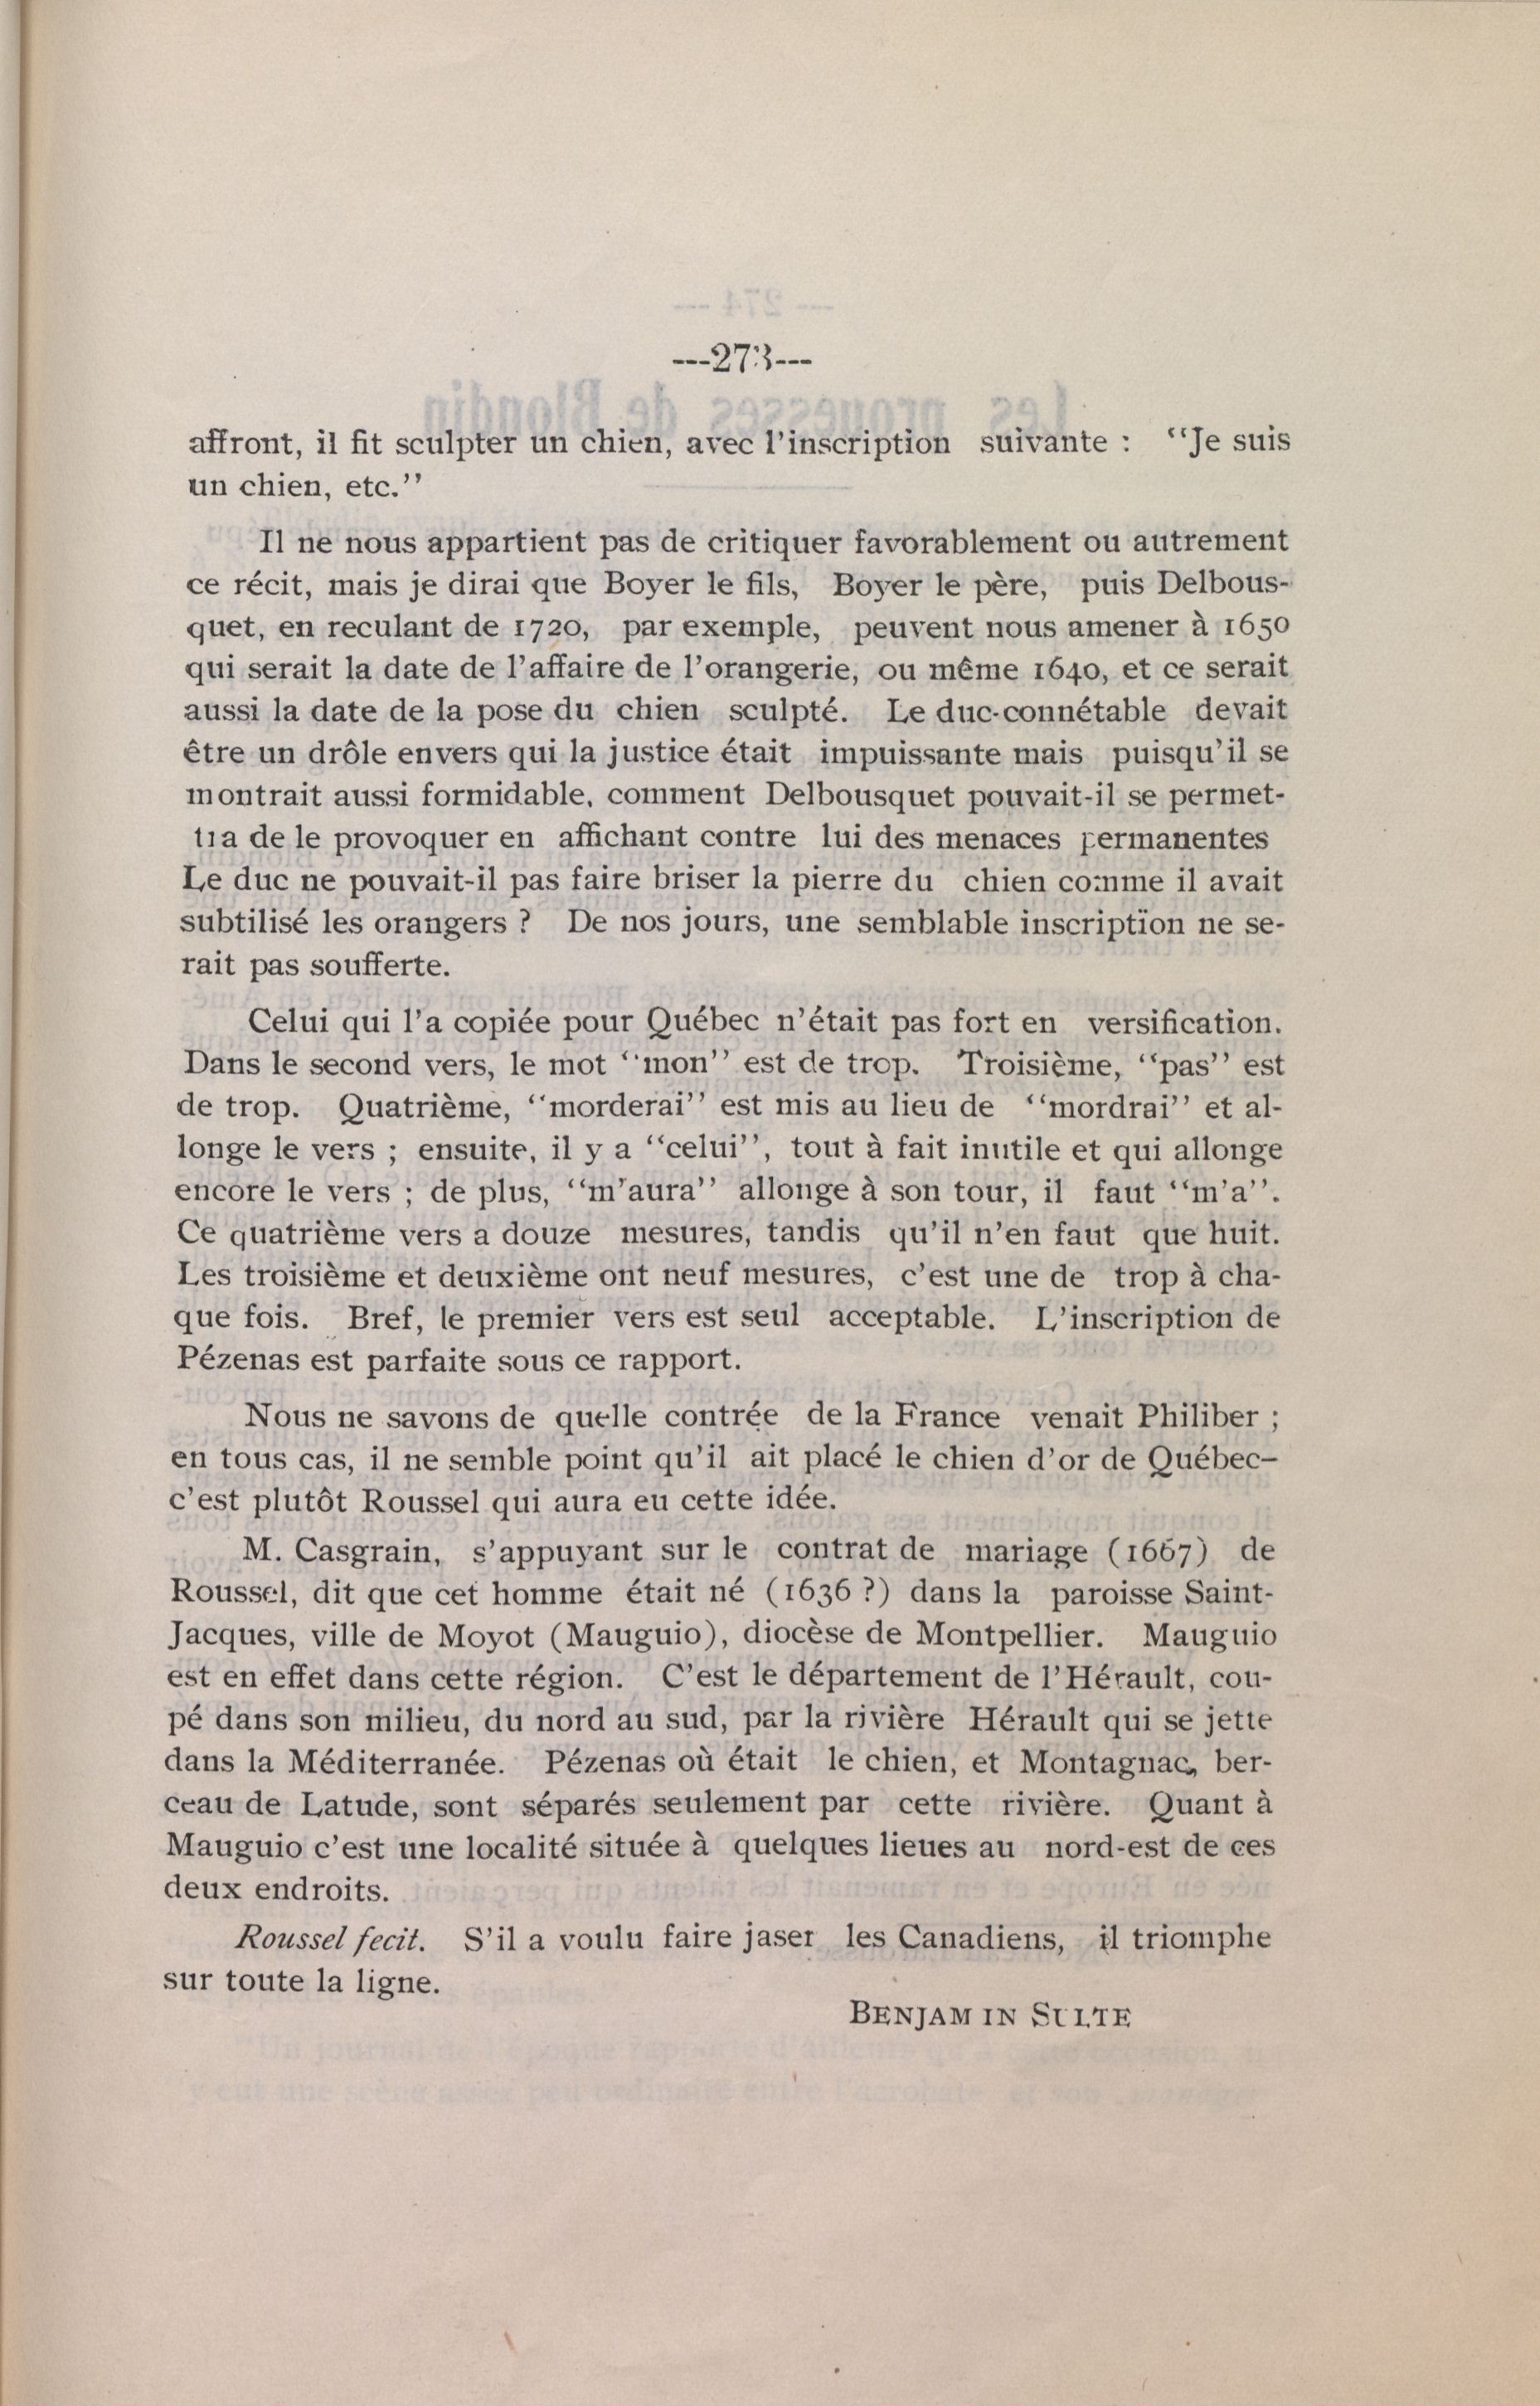 ---273---
affront, il fit sculpter un chien, avec l'inscription suivante : "Je suis
un chien, etc."
Il ne nous appartient pas de critiquer favorablement ou autrement
ce récit, mais je dirai que Boyer le fils, Boyer le père, puis Delbous-
quet, en reculant de 1720, par exemple, peuvent nous amener à 1650
qui serait la date de l'affaire de l'orangerie, ou même 1640, et ce serait
aussi la date de la pose du chien sculpté. Le duc-connétable devait
être un drôle envers qui la justice était impuissante mais puisqu'il se
montrait aussi formidable, comment Delbousquet pouvait-il se permet-
tra de le provoquer en affichant contre lui des menaces permanentes
Le duc ne pouvait-il pas faire briser la pierre du chien comme il avait
subtilisé les orangers ? De nos jours, une semblable inscription ne se-
rait pas soufferte.
Celui qui l'a copiée pour Québec n'était pas fort en versification.
Dans le second vers, le mot "mon" est de trop. Troisième, "pas" est
de trop. Quatrième, "morderai" est mis au lieu de "mordrai" et al-
longe le vers ; ensuite, il y a "celui", tout à fait inutile et qui allonge
encore le vers ; de plus, "m'aura" allonge à son tour, il faut "m'a".
Ce quatrième vers a douze mesures, tandis qu'il n'en faut que huit.
Les troisième et deuxième ont neuf mesures, c'est une de trop à cha-
que fois. Bref, le premier vers est seul acceptable. L'inscription de
Pézenas est parfaite sous ce rapport.
Nous ne savons de quelle contrée de la France venait Philiber ;
en tous cas, il ne semble point qu'il ait placé le chien d'or de Québec—
c'est plutôt Roussel qui aura eu cette idée.
M. Casgrain, s'appuyant sur le contrat de mariage (1667) de
Roussel, dit que cet homme était né (1636 ?) dans la paroisse Saint-
Jacques, ville de Moyot (Mauguio), diocèse de Montpellier. Mauguio
est en effet dans cette région. C'est le département de l'Hérault, cou-
pé dans son milieu, du nord au sud, par la rivière Hérault qui se jette
dans la Méditerranée. Pézenas où était le chien, et Montagnac, ber-
ceau de Latude, sont séparés seulement par cette rivière. Quant à
Mauguio c'est une localité située à quelques lieues au nord-est de ces
deux endroits.
Roussel fecit. S'il a voulu faire jaser les Canadiens, il triomphe
sur toute la ligne.
BENJAMIN SULTE